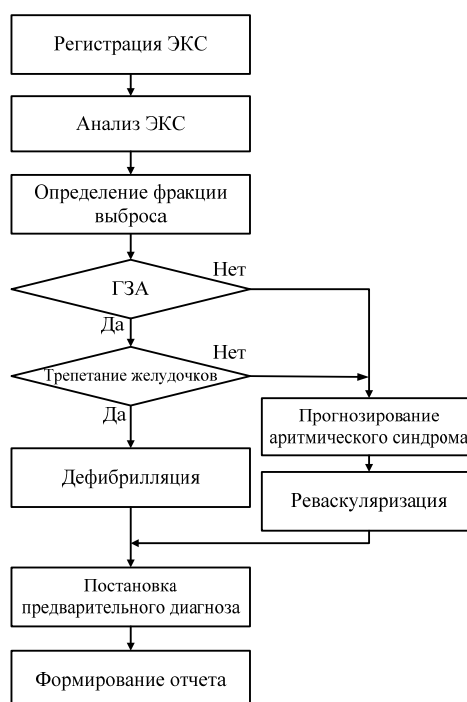 Регистрация ЭКС
Анализ ЭКС
Определение фракции
выброса
Нет
ГЗА
Да
Нет
Трепетание желудочков
Да
Прогнозирование
аритмического синдрома
Дефибрилляция
Реваскуляризация
Постановка
предварительного диагноза
Формирование отчета